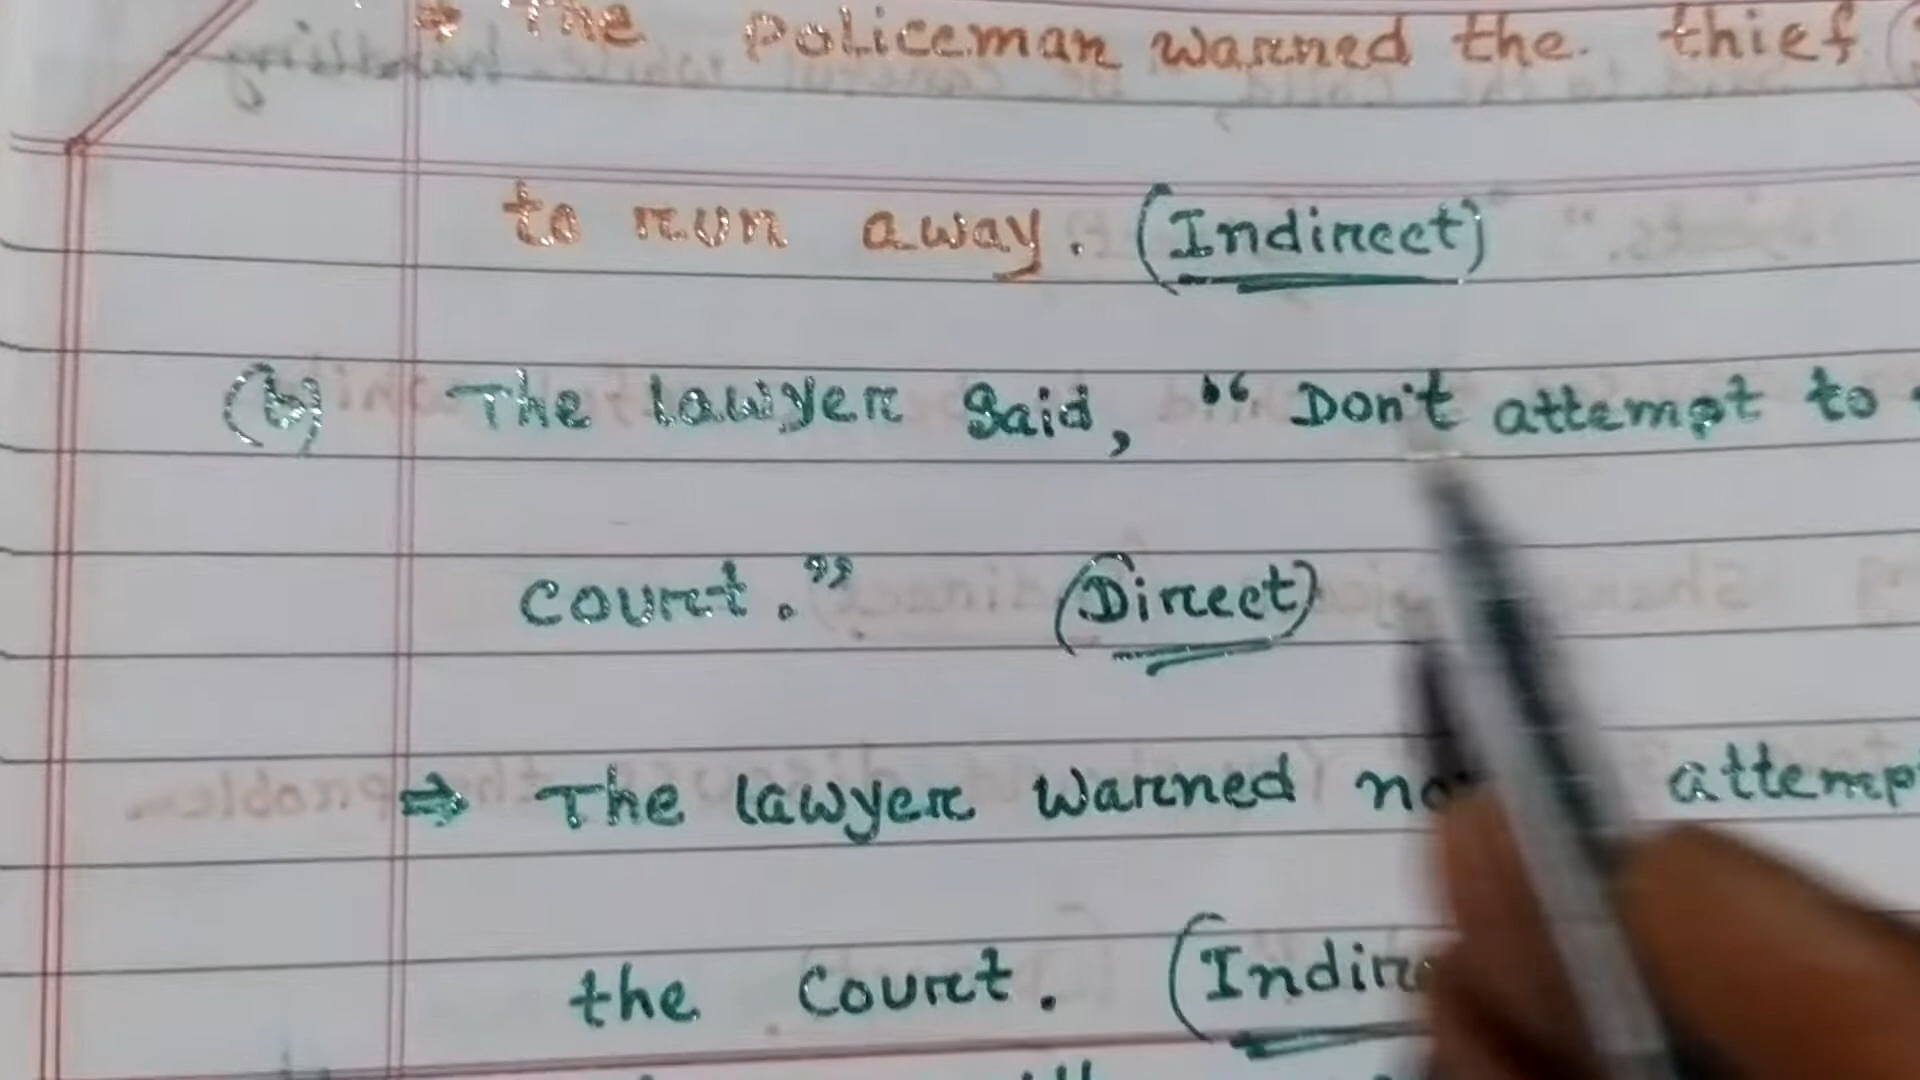 ⇒ The policeman warned the thief
to run away. (Indirect)
(b) The lawyer said, “Don't attempt to
court.” (Direct)
⇒ The lawyer warned attemp
the court. (Indire